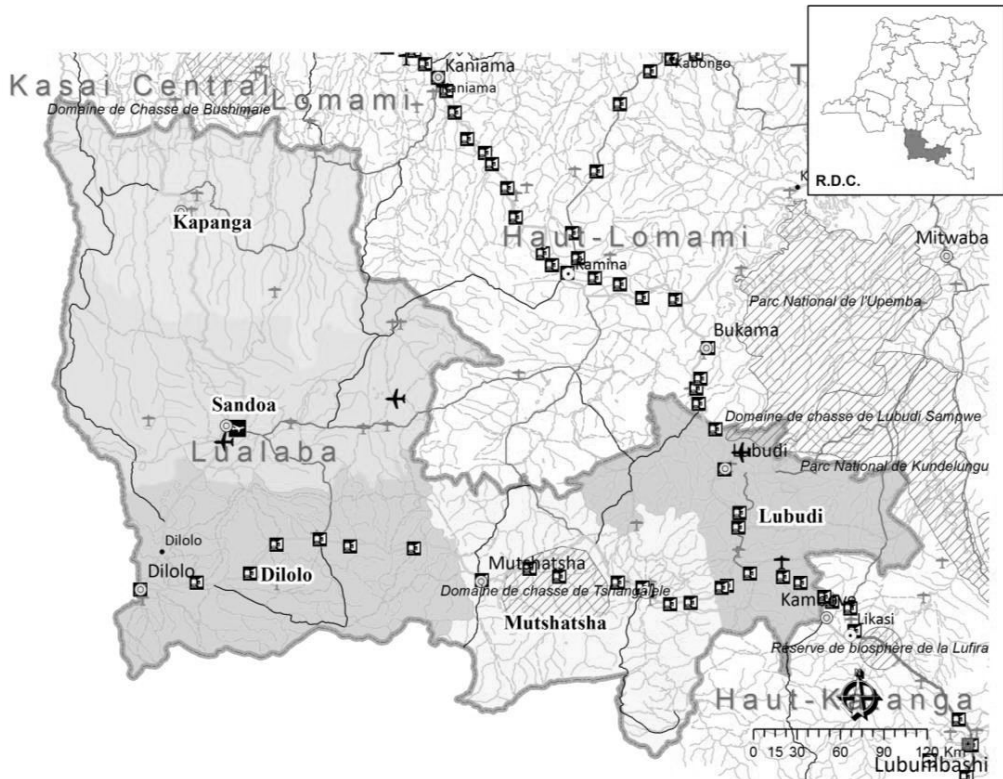 Kaniama
Kaniama
Kabongo
Kasai Central
Lomami
Domaine de Chasse de Bushimaie
R.D.C.
Kapanga
Haut-Lomami
Mitwaba
Kamina
Parc National de l'Upemba
Bukama
Sandoa
Lualaba
Domaine de chasse de Lubudi Sampwe
Lubudi
Parc National de Kundelungu
Lubudi
Dilolo
Dilolo
Dilolo
Mutshatsha
Domaine de chasse de Tshangalele
Mutshatsha
Likasi
Réserve de biosphère de la Lufira
Haut-Katanga
0 15 30 60 90 120 Km
Lubumbashi